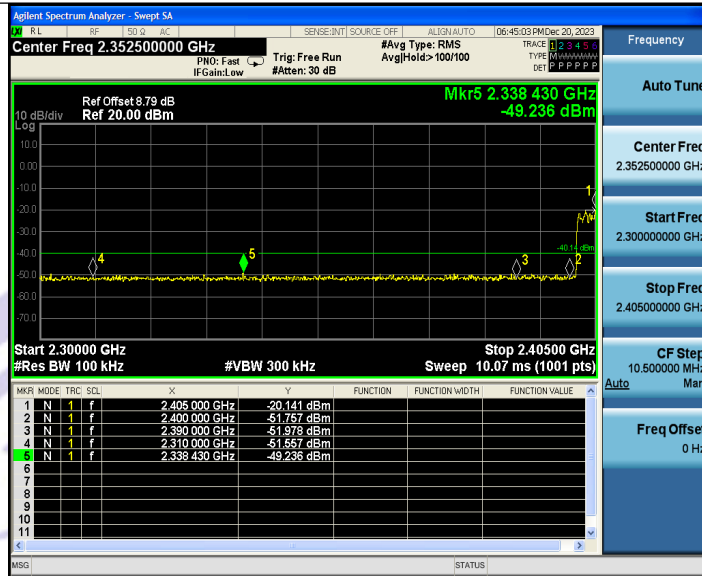 Agilent Spectrum Analyzer - Swept SA
RL RF 50 Ω AC SENSE:INT SOURCE OFF ALIGNAUTO 06:45:03 PM Dec 20, 2023
Center Freq 2.352500000 GHz
PNO: Fast
IFGain:Low
Trig: Free Run
#Atten: 30 dB
#Avg Type: RMS
Avg|Hold:>100/100
TRACE 1 2 3 4 5 6
TYPE M
DET P P P P P P
Frequency
Auto Tune
Center Freq
2.352500000 GHz
Start Freq
2.300000000 GHz
Stop Freq
2.405000000 GHz
CF Step
10.500000 MHz
Auto Man
Freq Offset
0 Hz
Mkr5 2.338 430 GHz
-49.236 dBm
Ref Offset 8.79 dB
10 dB/div Ref 20.00 dBm
Log
10.0
0.00
-10.0
-20.0
-30.0
-40.0
-50.0
-60.0
-70.0
1
-40.14 dBm
4 5 3 2
Start 2.30000 GHz Stop 2.40500 GHz
#Res BW 100 kHz #VBW 300 kHz Sweep 10.07 ms (1001 pts)
MKR MODE TRC SCL X Y FUNCTION FUNCTION WIDTH FUNCTION VALUE
1 N 1 f 2.405 000 GHz -20.141 dBm
2 N 1 f 2.400 000 GHz -51.757 dBm
3 N 1 f 2.390 000 GHz -51.978 dBm
4 N 1 f 2.310 000 GHz -51.557 dBm
5 N 1 f 2.338 430 GHz -49.236 dBm
6
7
8
9
10
11
MSG STATUS